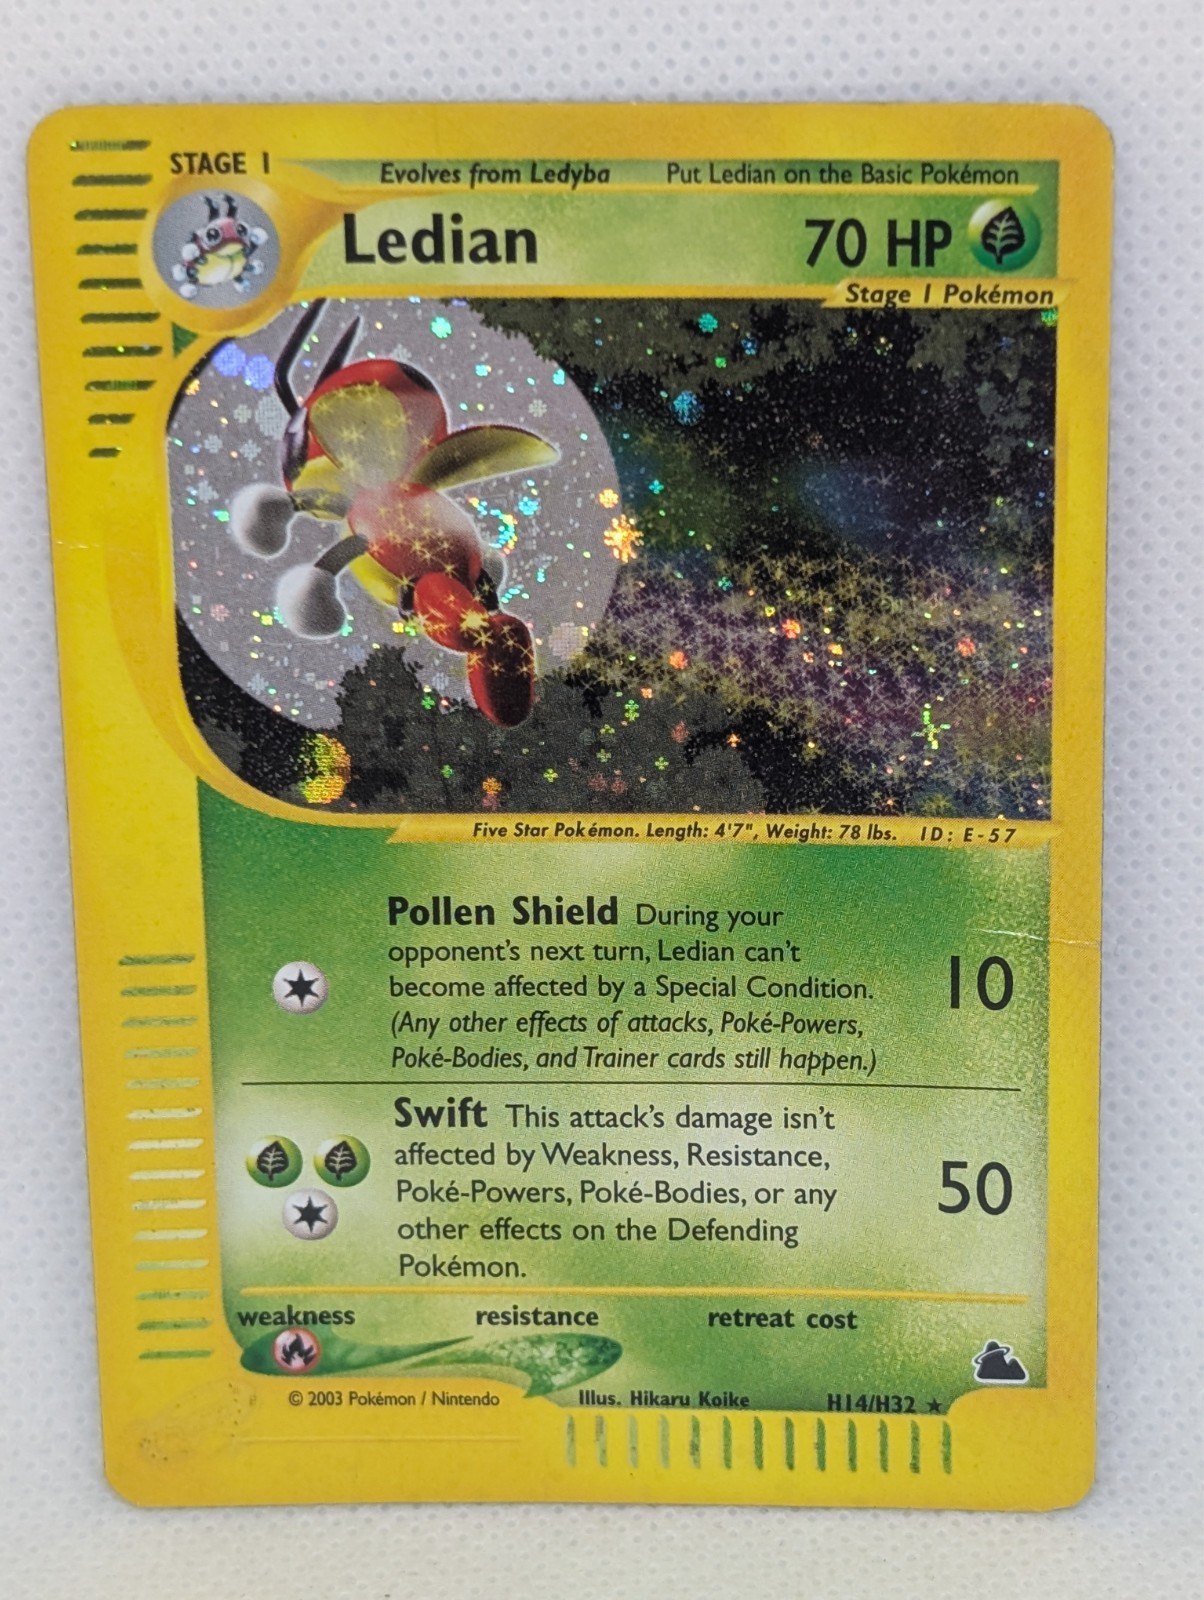 STAGE 1
Evolves from Ledyba Put Ledian on the Basic Pokémon
Ledian 70 HP
Stage 1 Pokémon
Five Star Pokémon. Length: 4'7", Weight: 78 lbs. ID: E-57
Pollen Shield During your
opponent's next turn, Ledian can't
become affected by a Special Condition.
(Any other effects of attacks, Poké-Powers,
Poké-Bodies, and Trainer cards still happen.)
10
Swift This attack's damage isn't
affected by Weakness, Resistance,
Poké-Powers, Poké-Bodies, or any
other effects on the Defending
Pokémon.
50
weakness resistance retreat cost
© 2003 Pokémon / Nintendo Illus. Hikaru Koike H14/H32 ★